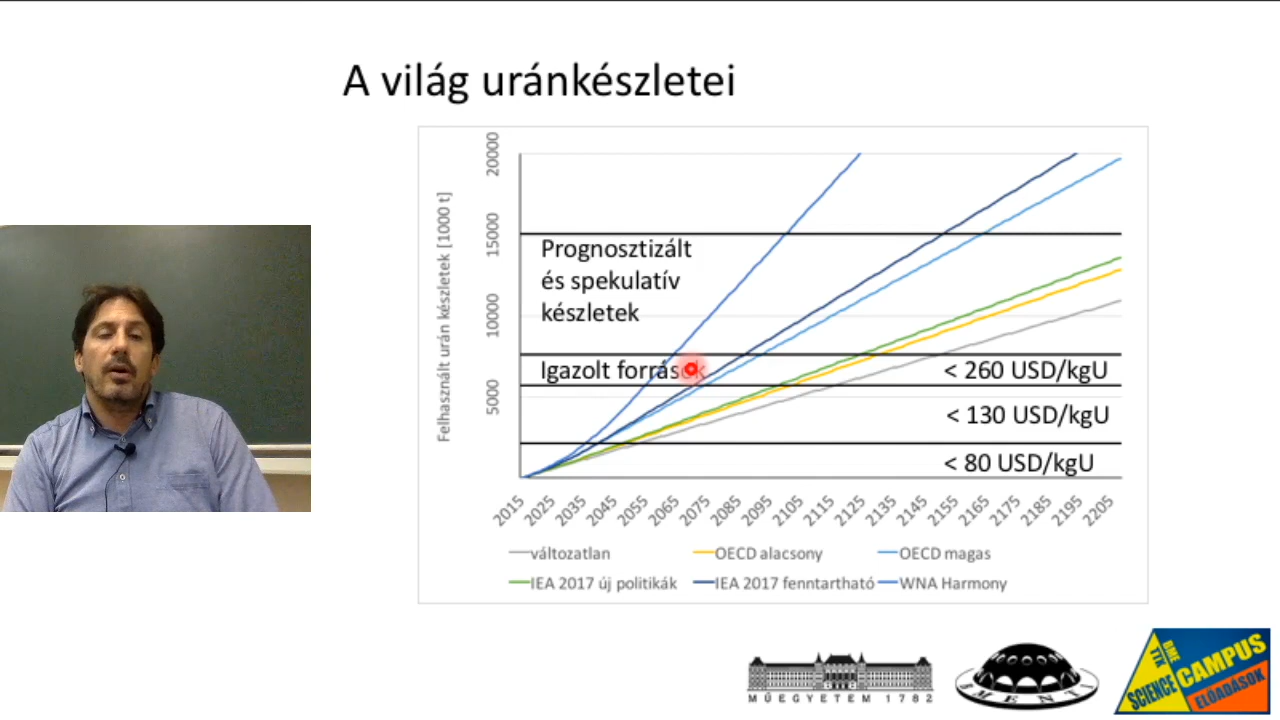 A világ uránkészletei
Felhasznált urán készletek [1000 t]
20000
15000
10000
5000
Prognosztizált
és spekulatív
készletek
Igazolt források
< 260 USD/kgU
< 130 USD/kgU
< 80 USD/kgU
2015 2025 2035 2045 2055 2065 2075 2085 2095 2105 2115 2125 2135 2145 2155 2165 2175 2185 2195 2205
változatlan OECD alacsony OECD magas
IEA 2017 új politikák IEA 2017 fenntartható WNA Harmony
MŰEGYETEM 1782
BME
TTK
SCIENCE
CAMPUS
ELŐADÁSOK